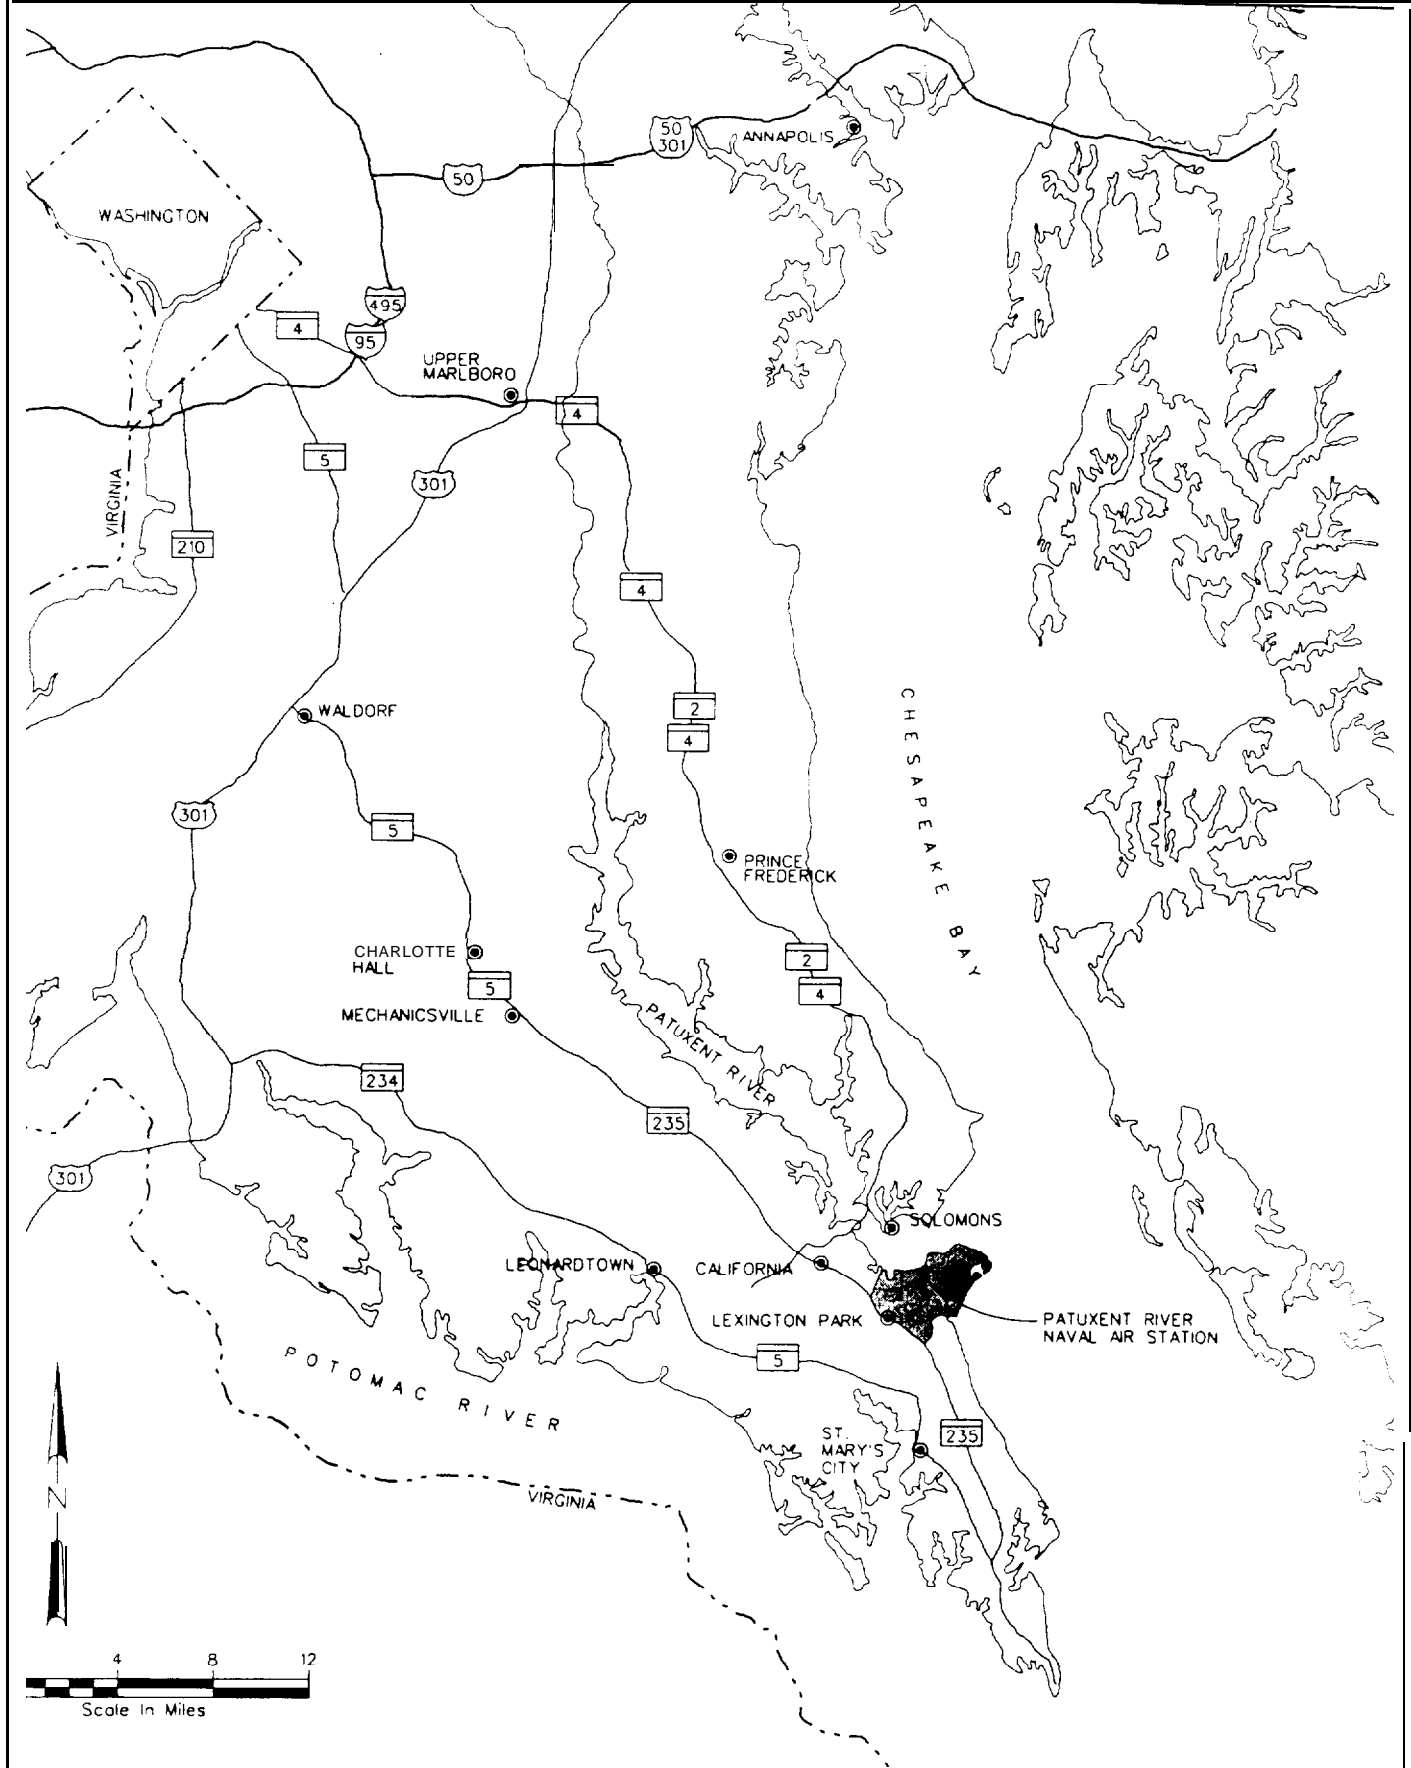 50
301
ANNAPOLIS
50
WASHINGTON
495
4
95
UPPER
MARLBORO
4
5
301
VIRGINIA
210
4
2
4
WALDORF
CHESAPEAKE BAY
301
5
PRINCE
FREDERICK
CHARLOTTE
HALL
2
4
5
MECHANICSVILLE
PATUXENT RIVER
234
235
301
SOLOMONS
LEONARDTOWN
CALIFORNIA
LEXINGTON PARK
PATUXENT RIVER
NAVAL AIR STATION
5
POTOMAC RIVER
ST.
MARY'S
CITY
235
VIRGINIA
N
4 8 12
Scale In Miles